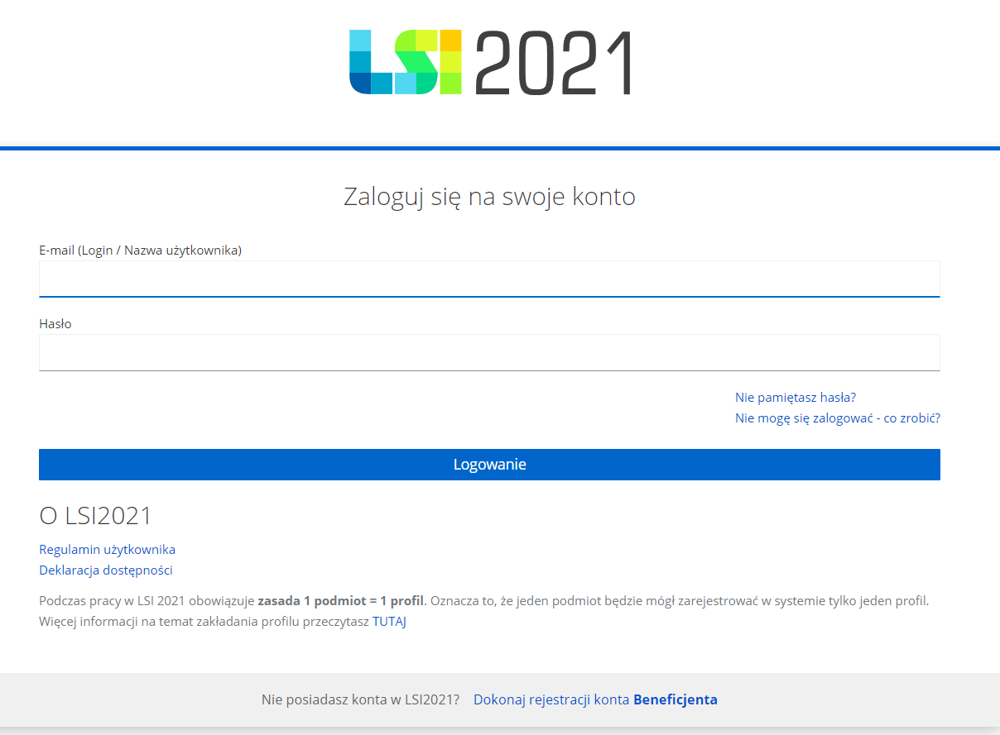 LSI 2021
Zaloguj się na swoje konto
E-mail (Login / Nazwa użytkownika)
Hasło
Nie pamiętasz hasła?
Nie mogę się zalogować - co zrobić?
Logowanie
O LSI2021
Regulamin użytkownika
Deklaracja dostępności
Podczas pracy w LSI 2021 obowiązuje zasada 1 podmiot = 1 profil. Oznacza to, że jeden podmiot będzie mógł zarejestrować w systemie tylko jeden profil.
Więcej informacji na temat zakładania profilu przeczytasz TUTAJ
Nie posiadasz konta w LSI2021? Dokonaj rejestracji konta Beneficjenta